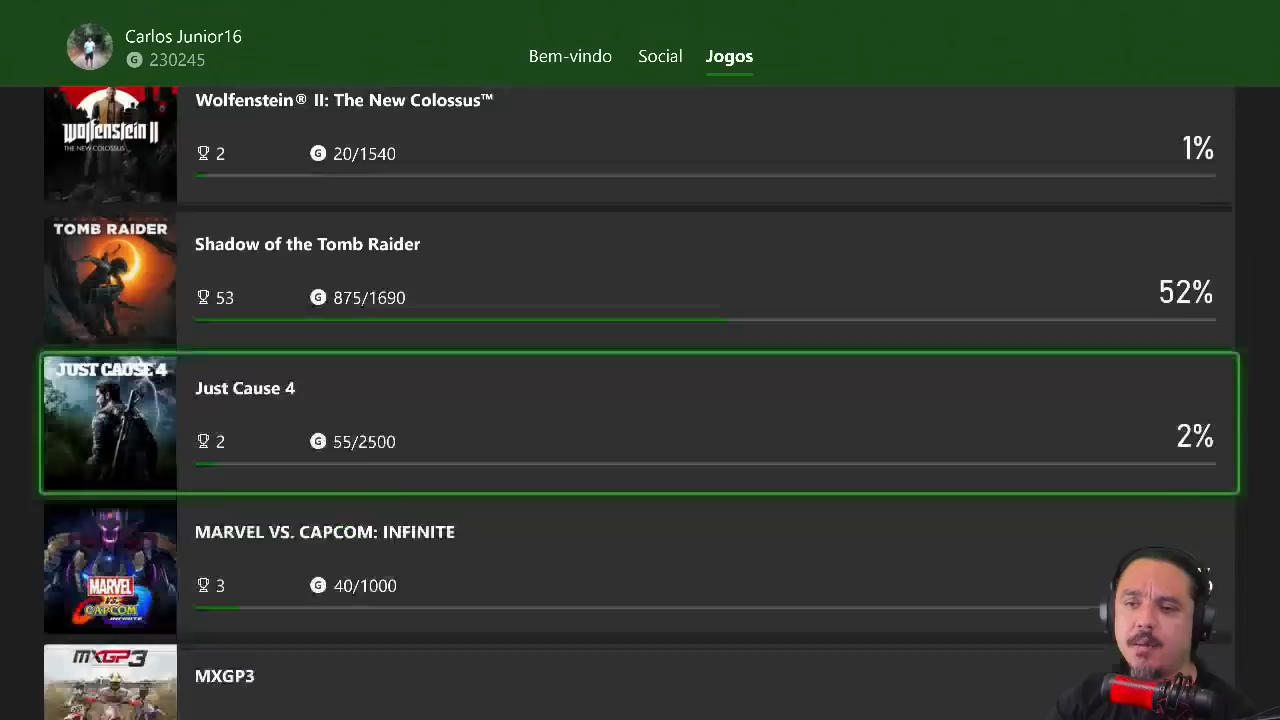 Carlos Junior16
G 230245
Bem-vindo Social Jogos
Wolfenstein II
THE NEW COLOSSUS
Wolfenstein® II: The New Colossus™
2 G 20/1540 1%
TOMB RAIDER
Shadow of the Tomb Raider
53 G 875/1690 52%
JUST CAUSE 4
Just Cause 4
2 G 55/2500 2%
MARVEL VS. CAPCOM INFINITE
MARVEL VS. CAPCOM: INFINITE
3 G 40/1000
MXGP3
MXGP3